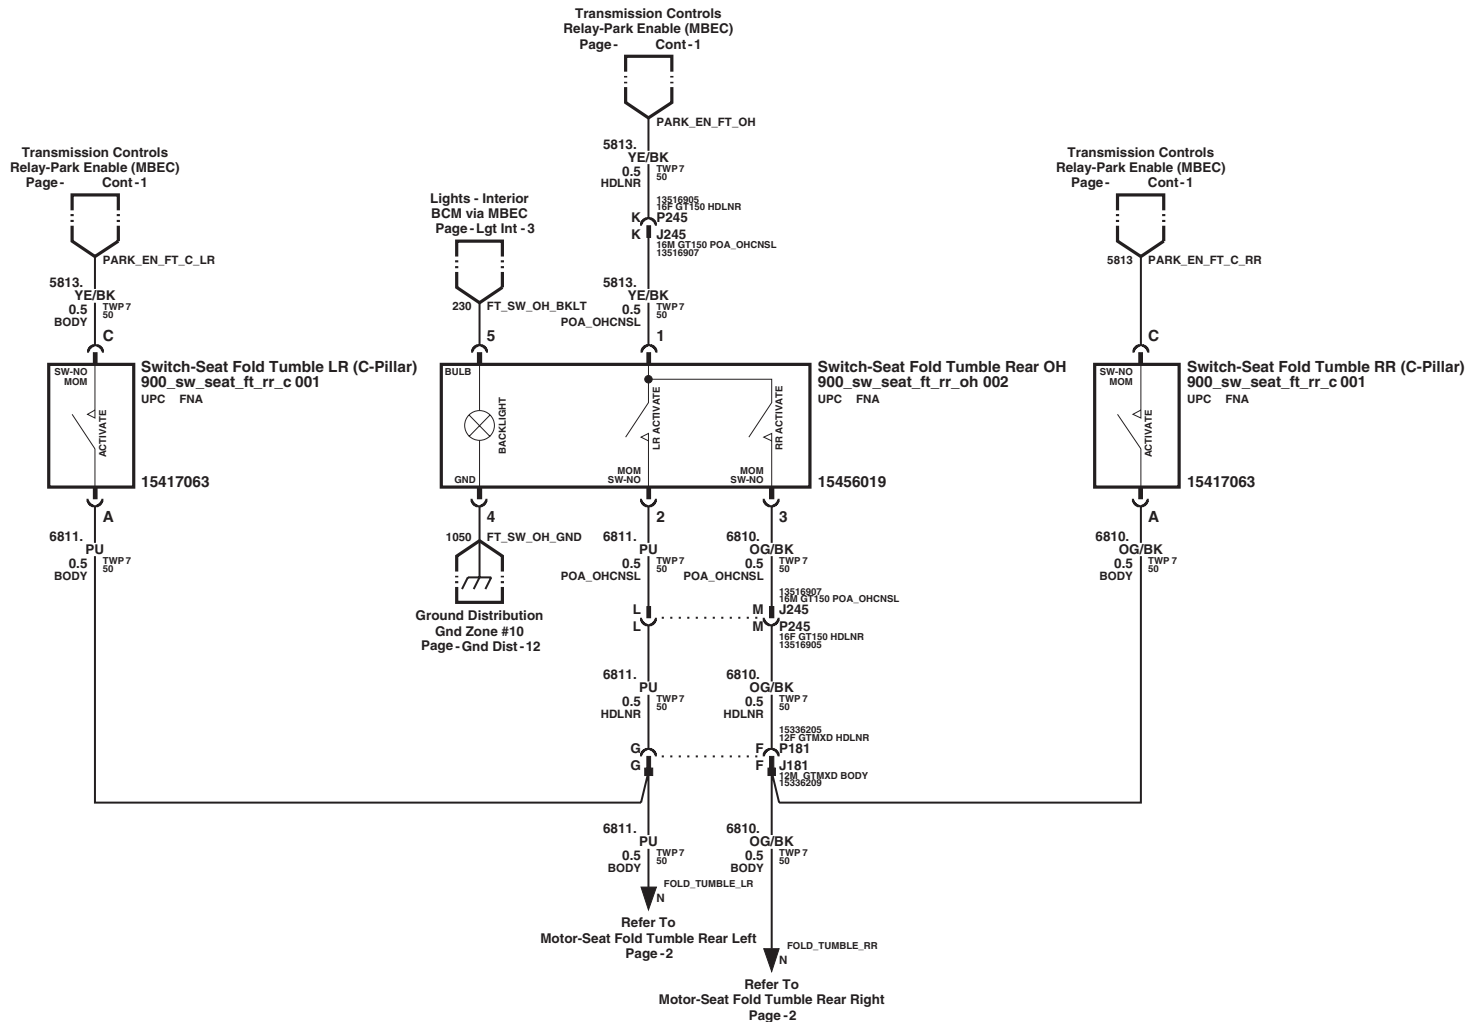 Transmission Controls
Relay-Park Enable (MBEC)
Page - Cont - 1
PARK_EN_FT_OH
5813.
YE/BK
0.5
HDLNR
TWP 7
50
13516905
16F GT150 HDLNR
K P245
K J245
16M GT150 POA_OHCNSL
13516907
5813.
YE/BK
0.5
POA_OHCNSL
TWP 7
50
1
Transmission Controls
Relay-Park Enable (MBEC)
Page - Cont - 1
PARK_EN_FT_C_LR
5813.
YE/BK
0.5
BODY
TWP 7
50
C
Lights - Interior
BCM via MBEC
Page - Lgt Int - 3
230 FT_SW_OH_BKLT
5
Transmission Controls
Relay-Park Enable (MBEC)
Page - Cont - 1
5813 PARK_EN_FT_C_RR
C
SW-NO
MOM
ACTIVATE
Switch-Seat Fold Tumble LR (C-Pillar)
900_sw_seat_ft_rr_c 001
UPC FNA
15417063
A
BULB
BACKLIGHT
GND
LR ACTIVATE
MOM
SW-NO
RR ACTIVATE
MOM
SW-NO
Switch-Seat Fold Tumble Rear OH
900_sw_seat_ft_rr_oh 002
UPC FNA
15456019
SW-NO
MOM
ACTIVATE
Switch-Seat Fold Tumble RR (C-Pillar)
900_sw_seat_ft_rr_c 001
UPC FNA
15417063
A
6811.
PU
0.5
BODY
TWP 7
50
4
1050 FT_SW_OH_GND
Ground Distribution
Gnd Zone #10
Page - Gnd Dist - 12
2
6811.
PU
0.5
POA_OHCNSL
TWP 7
50
3
6810.
OG/BK
0.5
POA_OHCNSL
TWP 7
50
6810.
OG/BK
0.5
BODY
TWP 7
50
13516907
16M GT150 POA_OHCNSL
L M J245
L M P245
16F GT150 HDLNR
13516905
6811.
PU
0.5
HDLNR
TWP 7
50
6810.
OG/BK
0.5
HDLNR
TWP 7
50
15336205
12F GTMXD HDLNR
G F P181
G F J181
12M GTMXD BODY
15336209
6811.
PU
0.5
BODY
TWP 7
50
6810.
OG/BK
0.5
BODY
TWP 7
50
FOLD_TUMBLE_LR
N
Refer To
Motor-Seat Fold Tumble Rear Left
Page - 2
FOLD_TUMBLE_RR
N
Refer To
Motor-Seat Fold Tumble Rear Right
Page - 2